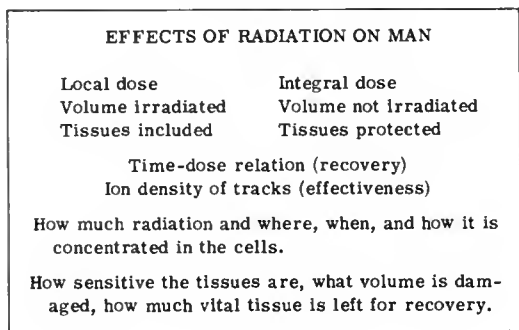 EFFECTS OF RADIATION ON MAN
Local dose Integral dose
Volume irradiated Volume not irradiated
Tissues included Tissues protected
Time-dose relation (recovery)
Ion density of tracks (effectiveness)
How much radiation and where, when, and how it is
concentrated in the cells.
How sensitive the tissues are, what volume is dam-
aged, how much vital tissue is left for recovery.